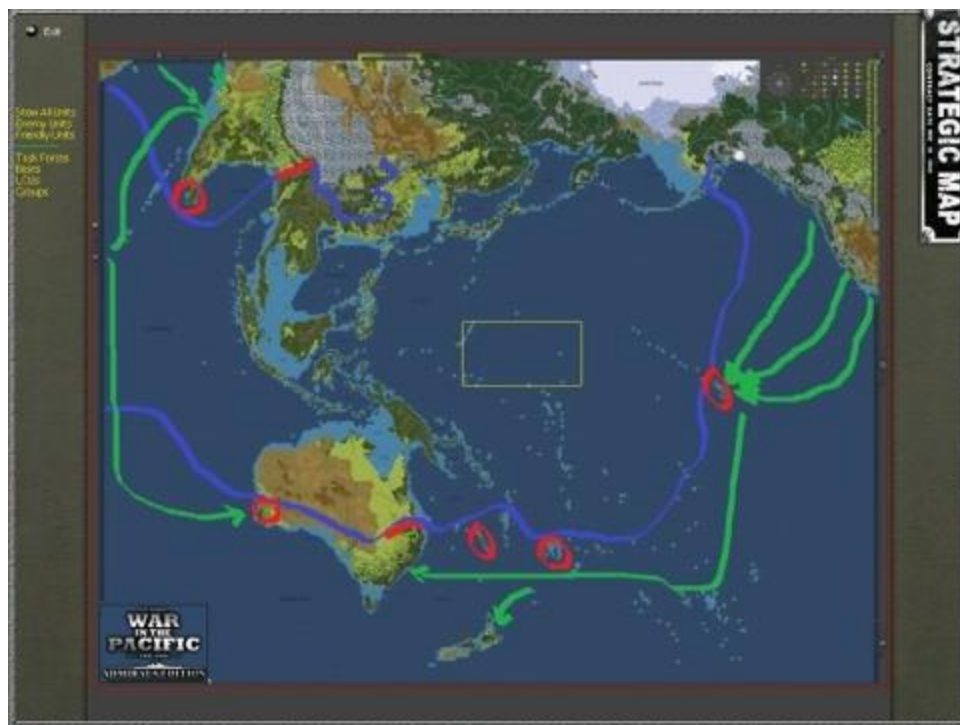 Exit
Show All Units
Enemy Units
Friendly Units
Task Forces
Bases
LCUs
Groups
STRATEGIC MAP
WAR
IN THE
PACIFIC
ADMIRAL'S EDITION